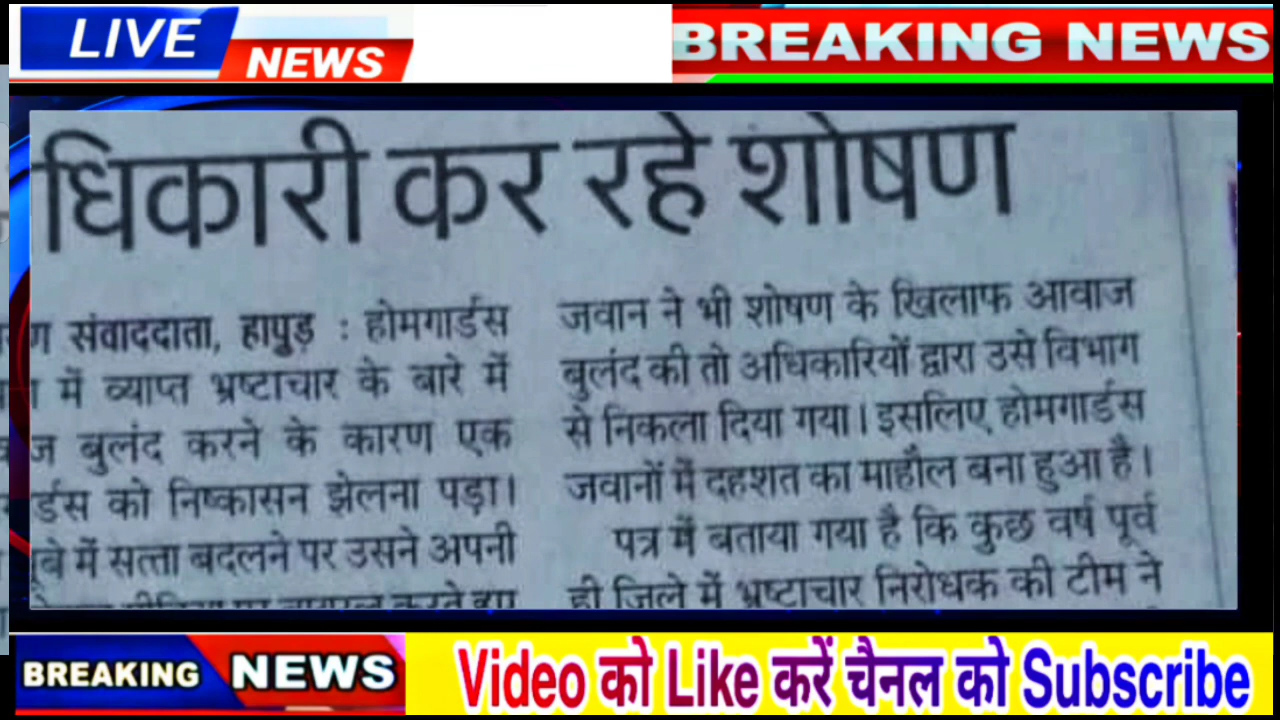 LIVE
NEWS
BREAKING NEWS
धिकारी कर रहे शोषण
संवाददाता, हापुड़ : होमगार्डस
में व्याप्त भ्रष्टाचार के बारे में
ज बुलंद करने के कारण एक
र्डस को निष्कासन झेलना पड़ा।
बे में सत्ता बदलने पर उसने अपनी
जवान ने भी शोषण के खिलाफ आवाज
बुलंद की तो अधिकारियों द्वारा उसे विभाग
से निकला दिया गया। इसलिए होमगार्डस
जवानों में दहशत का माहौल बना हुआ है।
पत्र में बताया गया है कि कुछ वर्ष पूर्व
ही जिले में भ्रष्टाचार निरोधक की टीम ने
BREAKING NEWS
Video को Like करें चैनल को Subscribe